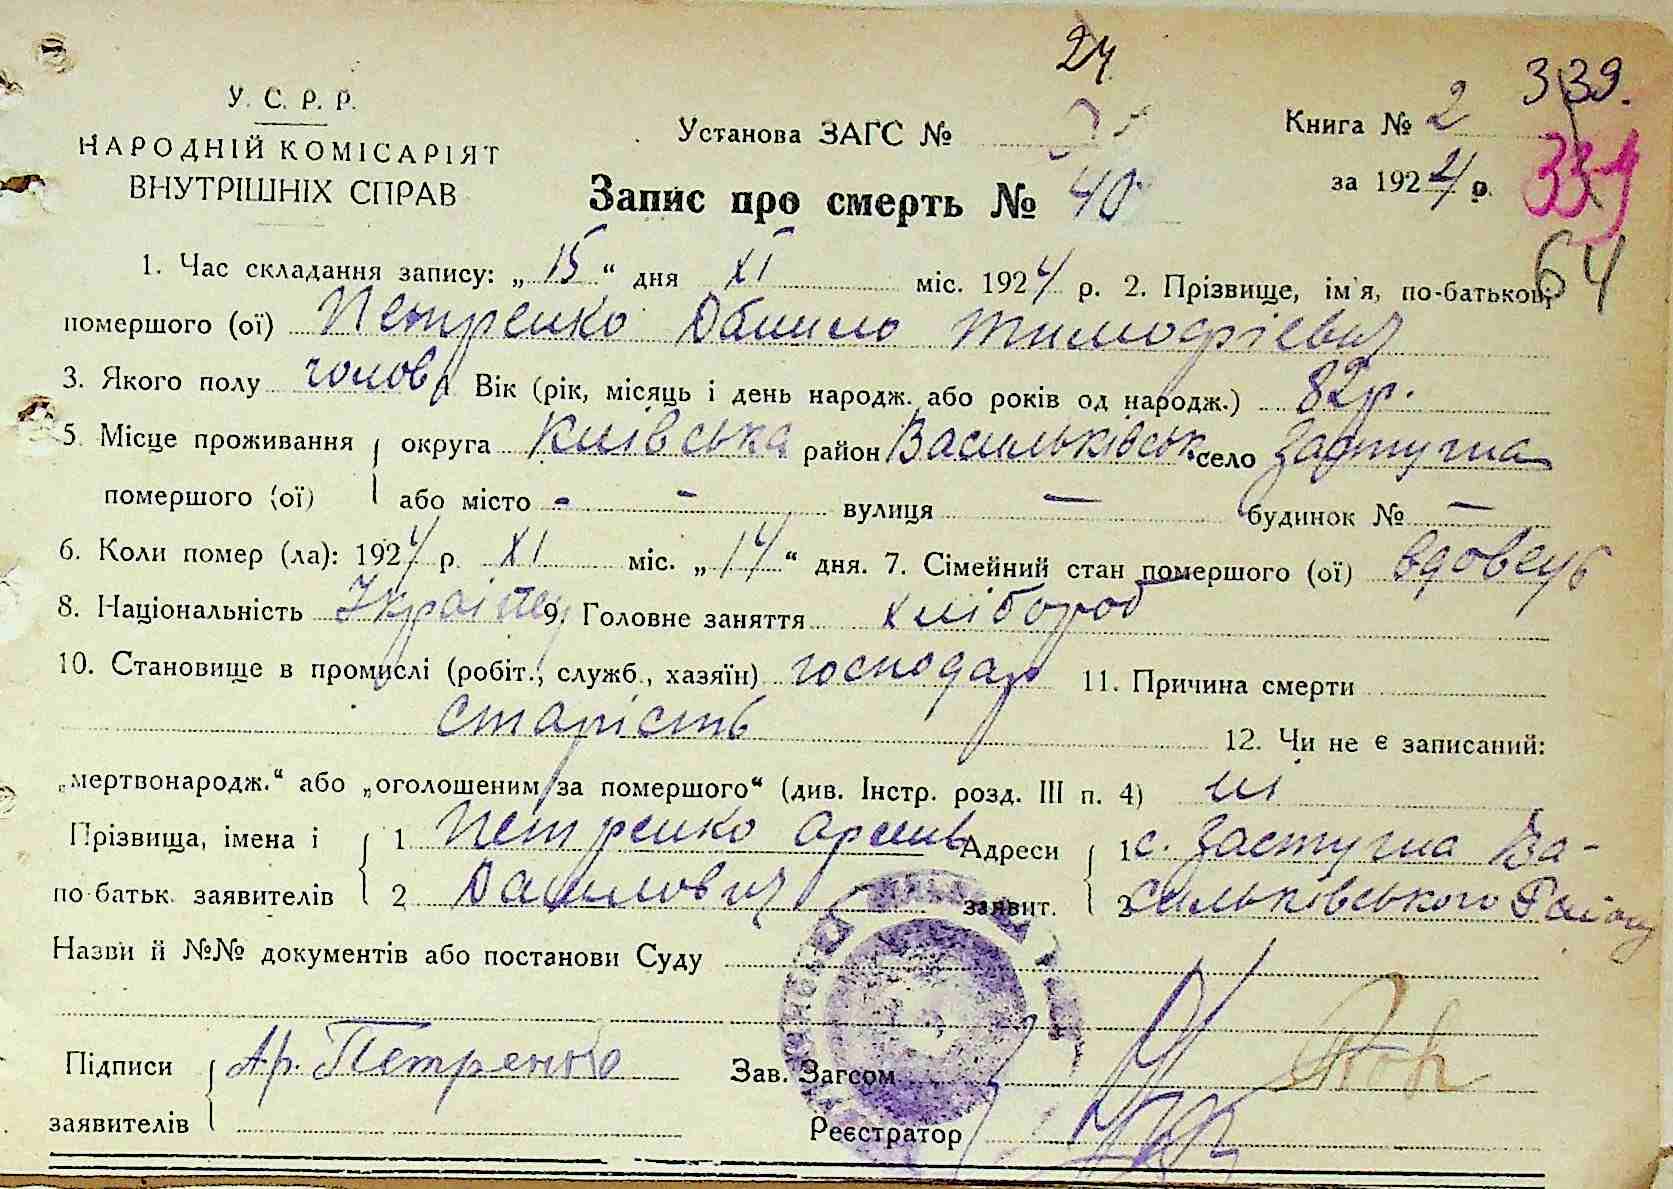 24
339.
У. С. Р. Р.
НАРОДНІЙ КОМІСАРІЯТ
ВНУТРІШНІХ СПРАВ
Установа ЗАГС №
Книга № 2
за 1924 р.
339
Запис про смерть № 40
64
1. Час складання запису: „15“ дня XI міс. 1924 р. 2. Прізвище, ім'я, по-батькові,
помершого (ої) Петренко Данило Тимофієвич
3. Якого полу чолов. Вік (рік, місяць і день народж. або років од народж.) 82 р.
5. Місце проживання округа Київська район Васильківськ. село Застугна
помершого (ої) або місто - - вулиця — будинок № —
6. Коли помер (ла): 1924 р. XI міс. „14“ дня. 7. Сімейний стан помершого (ої) вдовець
8. Національність Україпец 9. Головне заняття хлібороб
10. Становище в промислі (робіт., служб., хазяїн) господар 11. Причина смерти
старість
12. Чи не є записаний:
„мертвонародж.“ або „оголошеним за помершого“ (див. Інстр. розд. III п. 4) ні
Прізвища, імена і 1 Петренко Арсен Адреси 1 с. Застугна Ва-
по батьк. заявителів 2 Данилович заявит. 2 сильківського Району
Назви й №№ документів або постанови Суду
Підписи Ар. Петренко Зав. Загсом
заявителів Реєстратор